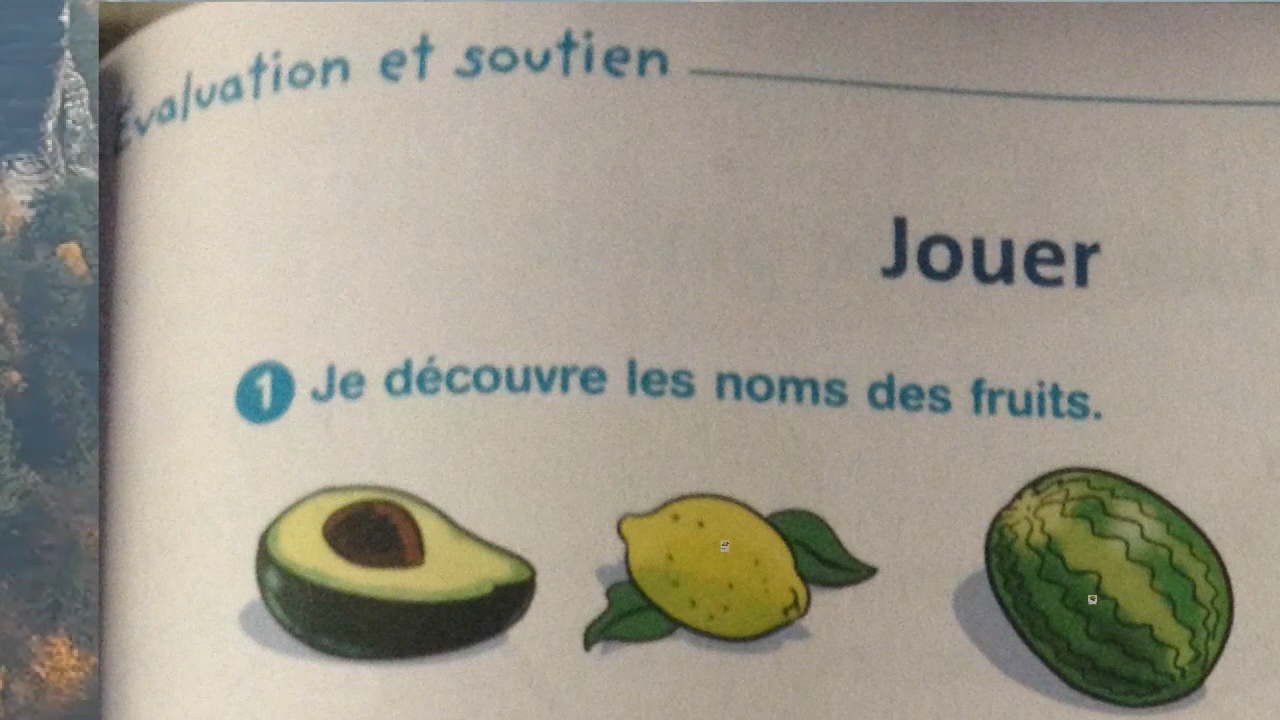 Évaluation et soutien
Jouer
1 Je découvre les noms des fruits.